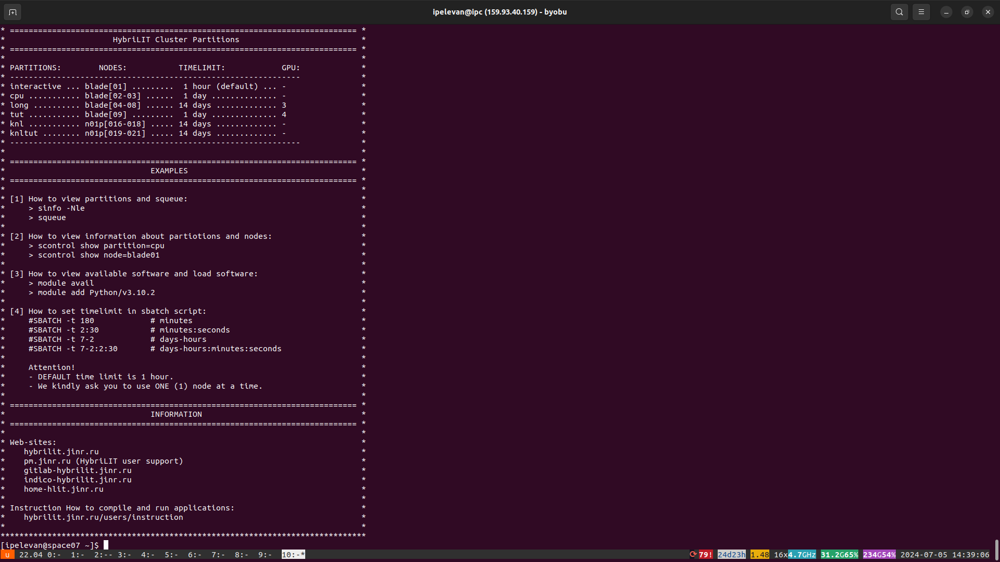 ipelevan@ipc (159.93.40.159) - byobu
* ========================================================================== *
*                       HybriLIT Cluster Partitions                          *
* ========================================================================== *
*                                                                            *
* PARTITIONS:        NODES:           TIMELIMIT:            GPU:             *
* --------------------------------------------------------------             *
* interactive ... blade[01] .........  1 hour (default) ... -                *
* cpu ........... blade[02-03] ......  1 day .............. -                *
* long .......... blade[04-08] ...... 14 days ............. 3                *
* tut ........... blade[09] .........  1 day .............. 4                *
* knl ........... n01p[016-018] ..... 14 days ............. -                *
* knltut ........ n01p[019-021] ..... 14 days ............. -                *
* --------------------------------------------------------------             *
*                                                                            *
* ========================================================================== *
*                               EXAMPLES                                     *
* ========================================================================== *
*                                                                            *
* [1] How to view partitions and squeue:                                     *
*     > sinfo -Nle                                                           *
*     > squeue                                                               *
*                                                                            *
* [2] How to view information about partiotions and nodes:                   *
*     > scontrol show partition=cpu                                          *
*     > scontrol show node=blade01                                           *
*                                                                            *
* [3] How to view available software and load software:                      *
*     > module avail                                                         *
*     > module add Python/v3.10.2                                            *
*                                                                            *
* [4] How to set timelimit in sbatch script:                                 *
*     #SBATCH -t 180            # minutes                                    *
*     #SBATCH -t 2:30           # minutes:seconds                            *
*     #SBATCH -t 7-2            # days-hours                                 *
*     #SBATCH -t 7-2:2:30       # days-hours:minutes:seconds                 *
*                                                                            *
*     Attention!                                                             *
*     - DEFAULT time limit is 1 hour.                                        *
*     - We kindly ask you to use ONE (1) node at a time.                     *
*                                                                            *
* ========================================================================== *
*                               INFORMATION                                  *
* ========================================================================== *
*                                                                            *
* Web-sites:                                                                 *
*    hybrilit.jinr.ru                                                        *
*    pm.jinr.ru (HybriLIT user support)                                      *
*    gitlab-hybrilit.jinr.ru                                                 *
*    indico-hybrilit.jinr.ru                                                 *
*    home-hlit.jinr.ru                                                       *
*                                                                            *
* Instruction How to compile and run applications:                           *
*    hybrilit.jinr.ru/users/instruction                                      *
*                                                                            *
******************************************************************************
[ipelevan@space07 ~]$
u 22.04 0:-  1:-  2:-- 3:-  4:-  5:-  6:-  7:-  8:-  9:-  10:-* ⟳ 79! 24d23h 1.48 16x4.7GHz 31.2G65% 234G54% 2024-07-05 14:39:06